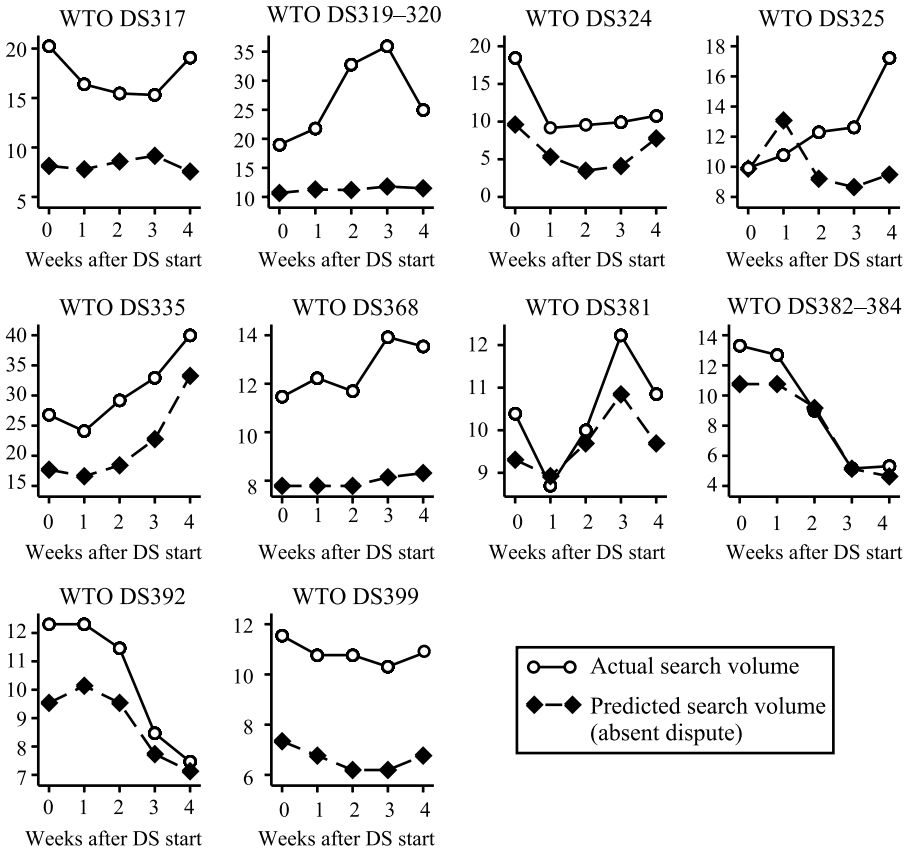 WTO DS317
20
15
10
5
0 1 2 3 4
Weeks after DS start
WTO DS319–320
35
30
25
20
15
10
0 1 2 3 4
Weeks after DS start
WTO DS324
20
15
10
5
0
0 1 2 3 4
Weeks after DS start
WTO DS325
18
16
14
12
10
8
0 1 2 3 4
Weeks after DS start
WTO DS335
40
35
30
25
20
15
0 1 2 3 4
Weeks after DS start
WTO DS368
14
12
10
8
0 1 2 3 4
Weeks after DS start
WTO DS381
12
11
10
9
0 1 2 3 4
Weeks after DS start
WTO DS382–384
14
12
10
8
6
4
0 1 2 3 4
Weeks after DS start
WTO DS392
12
11
10
9
8
7
0 1 2 3 4
Weeks after DS start
WTO DS399
12
10
8
6
0 1 2 3 4
Weeks after DS start
Actual search volume
Predicted search volume
(absent dispute)